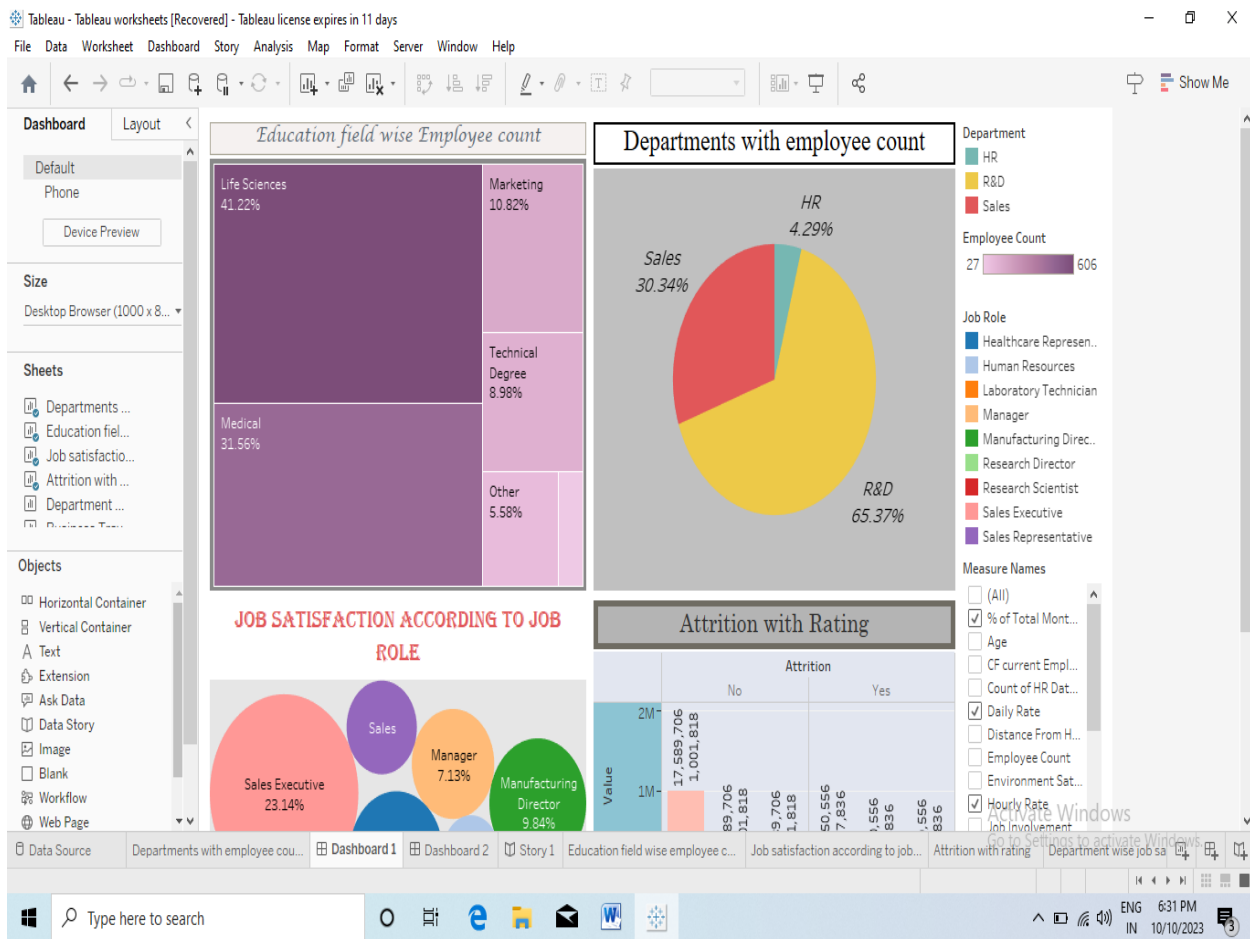 Tableau - Tableau worksheets [Recovered] - Tableau license expires in 11 days
File Data Worksheet Dashboard Story Analysis Map Format Server Window Help
Show Me
Dashboard
Layout
Default
Phone
Device Preview
Size
Desktop Browser (1000 x 8...
Sheets
Departments ...
Education fiel...
Job satisfactio...
Attrition with ...
Department ...
Objects
Horizontal Container
Vertical Container
Text
Extension
Ask Data
Data Story
Image
Blank
Workflow
Web Page
Education field wise Employee count
Life Sciences
41.22%
Marketing
10.82%
Technical
Degree
8.98%
Medical
31.56%
Other
5.58%
Departments with employee count
HR
4.29%
Sales
30.34%
R&D
65.37%
JOB SATISFACTION ACCORDING TO JOB
ROLE
Sales
Manager
7.13%
Sales Executive
23.14%
Manufacturing
Director
9.84%
Attrition with Rating
Attrition
No
Yes
Value
2M
1M
17,589,706
1,001,818
Department
HR
R&D
Sales
Employee Count
27
606
Job Role
Healthcare Represen..
Human Resources
Laboratory Technician
Manager
Manufacturing Direc..
Research Director
Research Scientist
Sales Executive
Sales Representative
Measure Names
(All)
% of Total Mont...
Age
CF current Empl...
Count of HR Dat...
Daily Rate
Distance From H...
Employee Count
Environment Sat...
Hourly Rate
Job Involvement
Activate Windows
Go to Settings to activate Windows.
Data Source
Departments with employee cou...
Dashboard 1
Dashboard 2
Story 1
Education field wise employee c...
Job satisfaction according to job...
Attrition with rating
Department wise job sa
Type here to search
ENG
IN
6:31 PM
10/10/2023
3